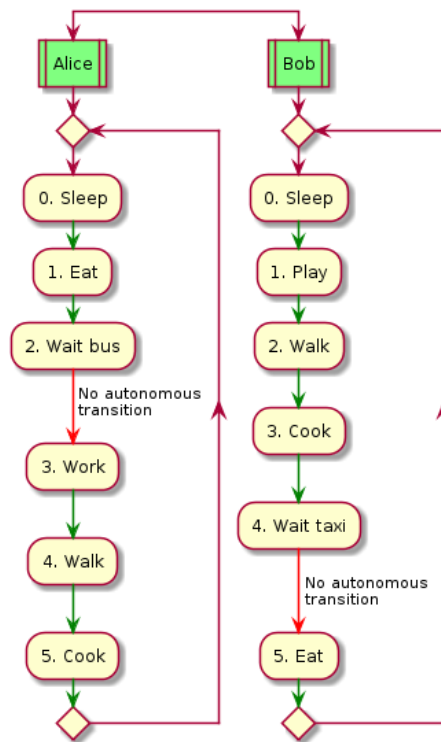 Alice
0. Sleep
1. Eat
2. Wait bus
No autonomous
transition
3. Work
4. Walk
5. Cook
Bob
0. Sleep
1. Play
2. Walk
3. Cook
4. Wait taxi
No autonomous
transition
5. Eat